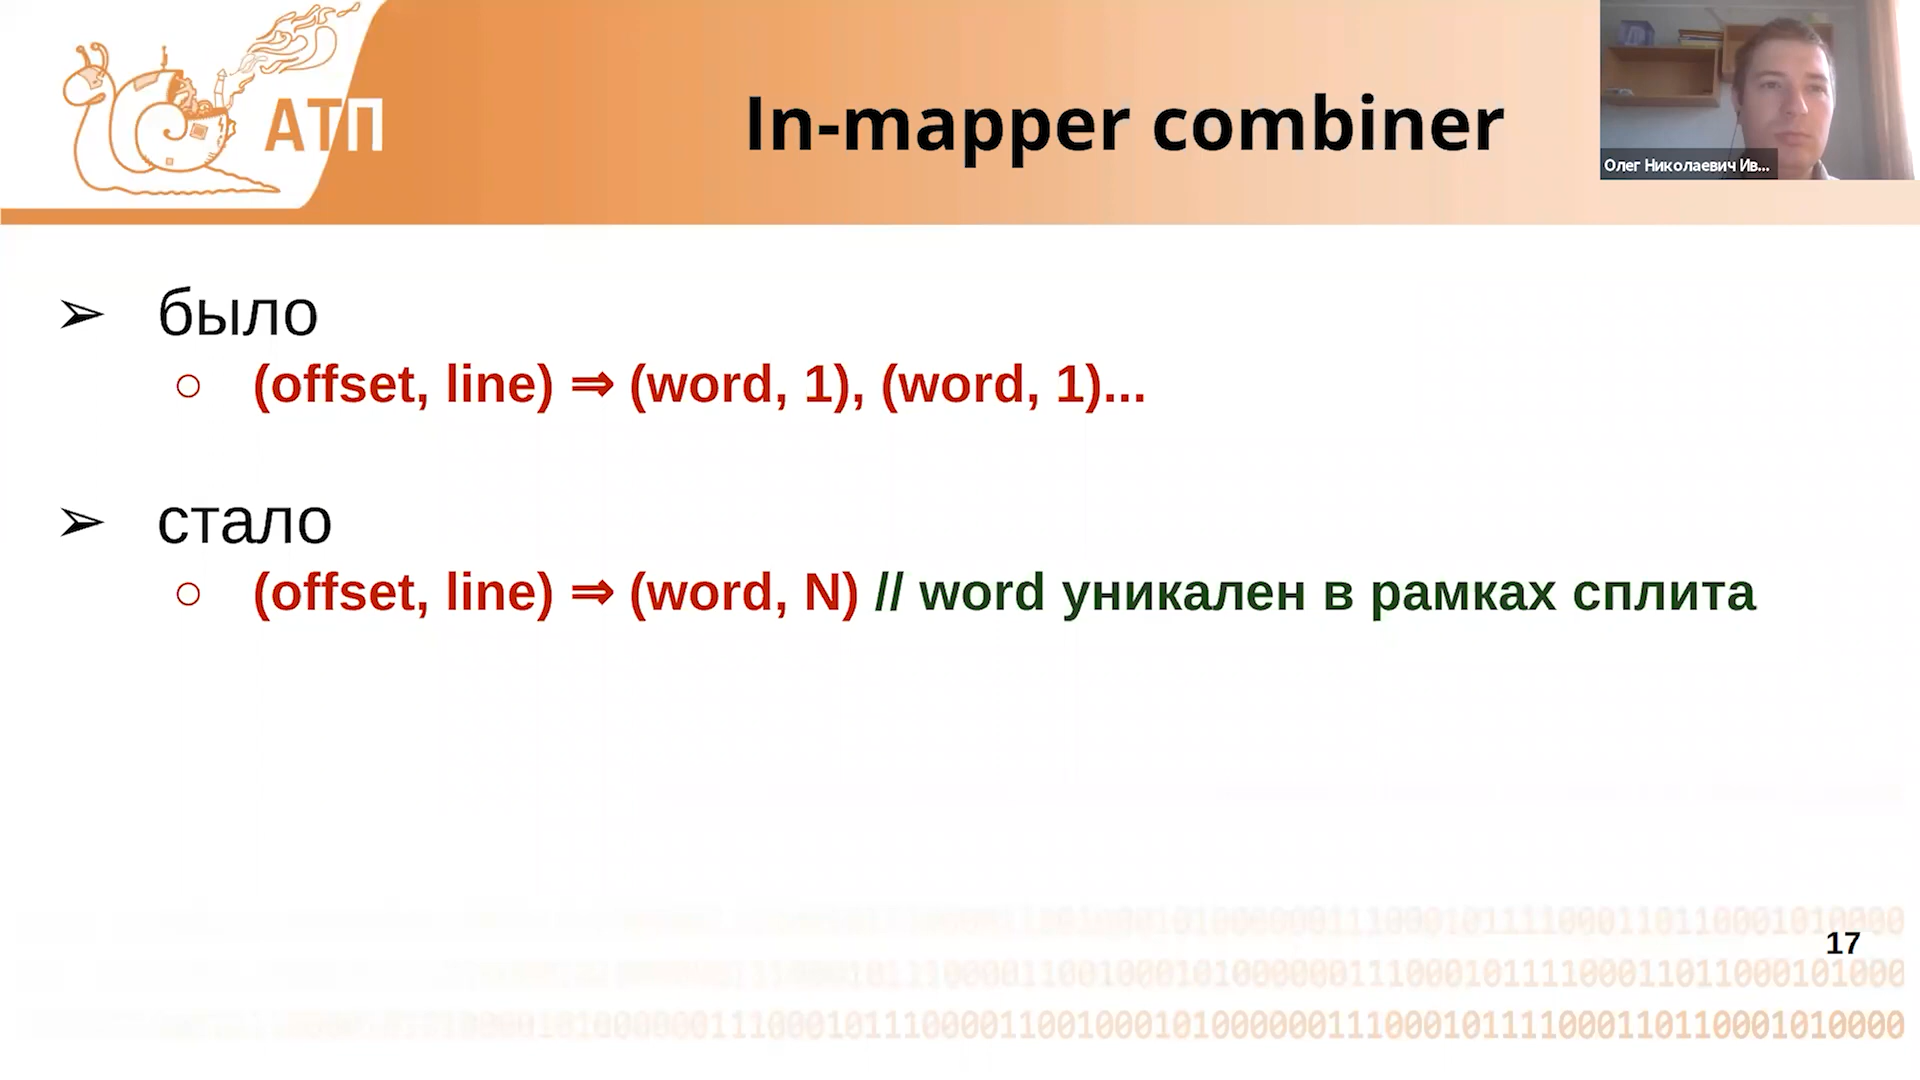 АТП
In-mapper combiner
Олег Николаевич Ив...
➢ было
○ (offset, line) ⇒ (word, 1), (word, 1)...
➢ стало
○ (offset, line) ⇒ (word, N) // word уникален в рамках сплита
17